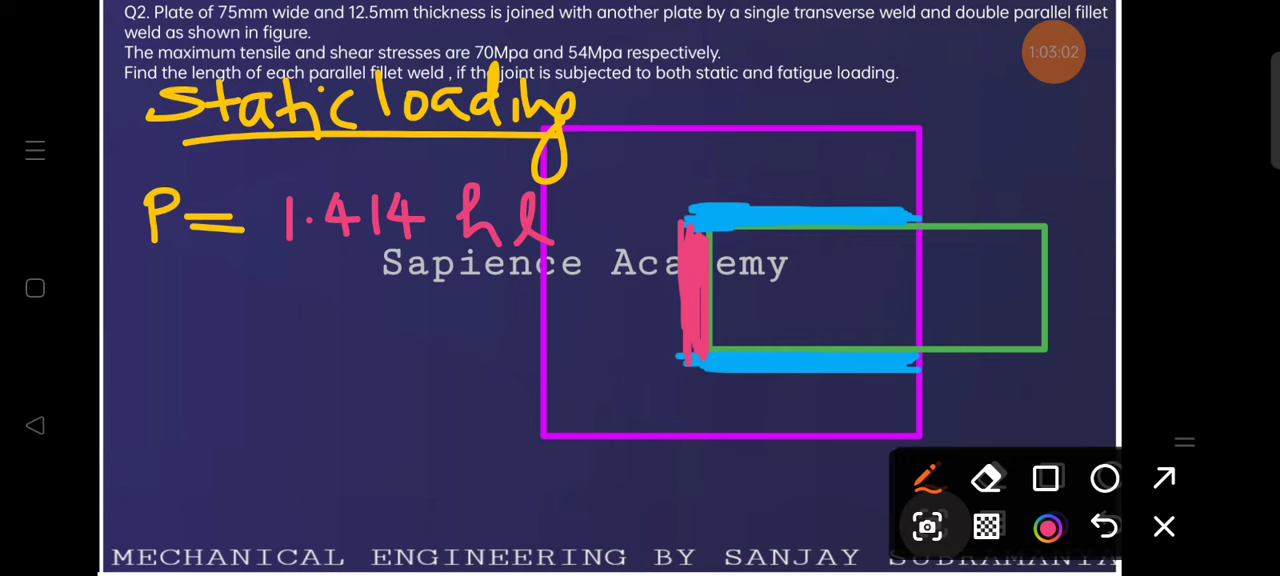 Q2. Plate of 75mm wide and 12.5mm thickness is joined with another plate by a single transverse weld and double parallel fillet
weld as shown in figure.
The maximum tensile and shear stresses are 70Mpa and 54Mpa respectively.
Find the length of each parallel fillet weld , if the joint is subjected to both static and fatigue loading.
1:03:02
Static loading
P= 1.414 hl
Sapience Academy
MECHANICAL ENGINEERING BY SANJAY SUBRAMANIA